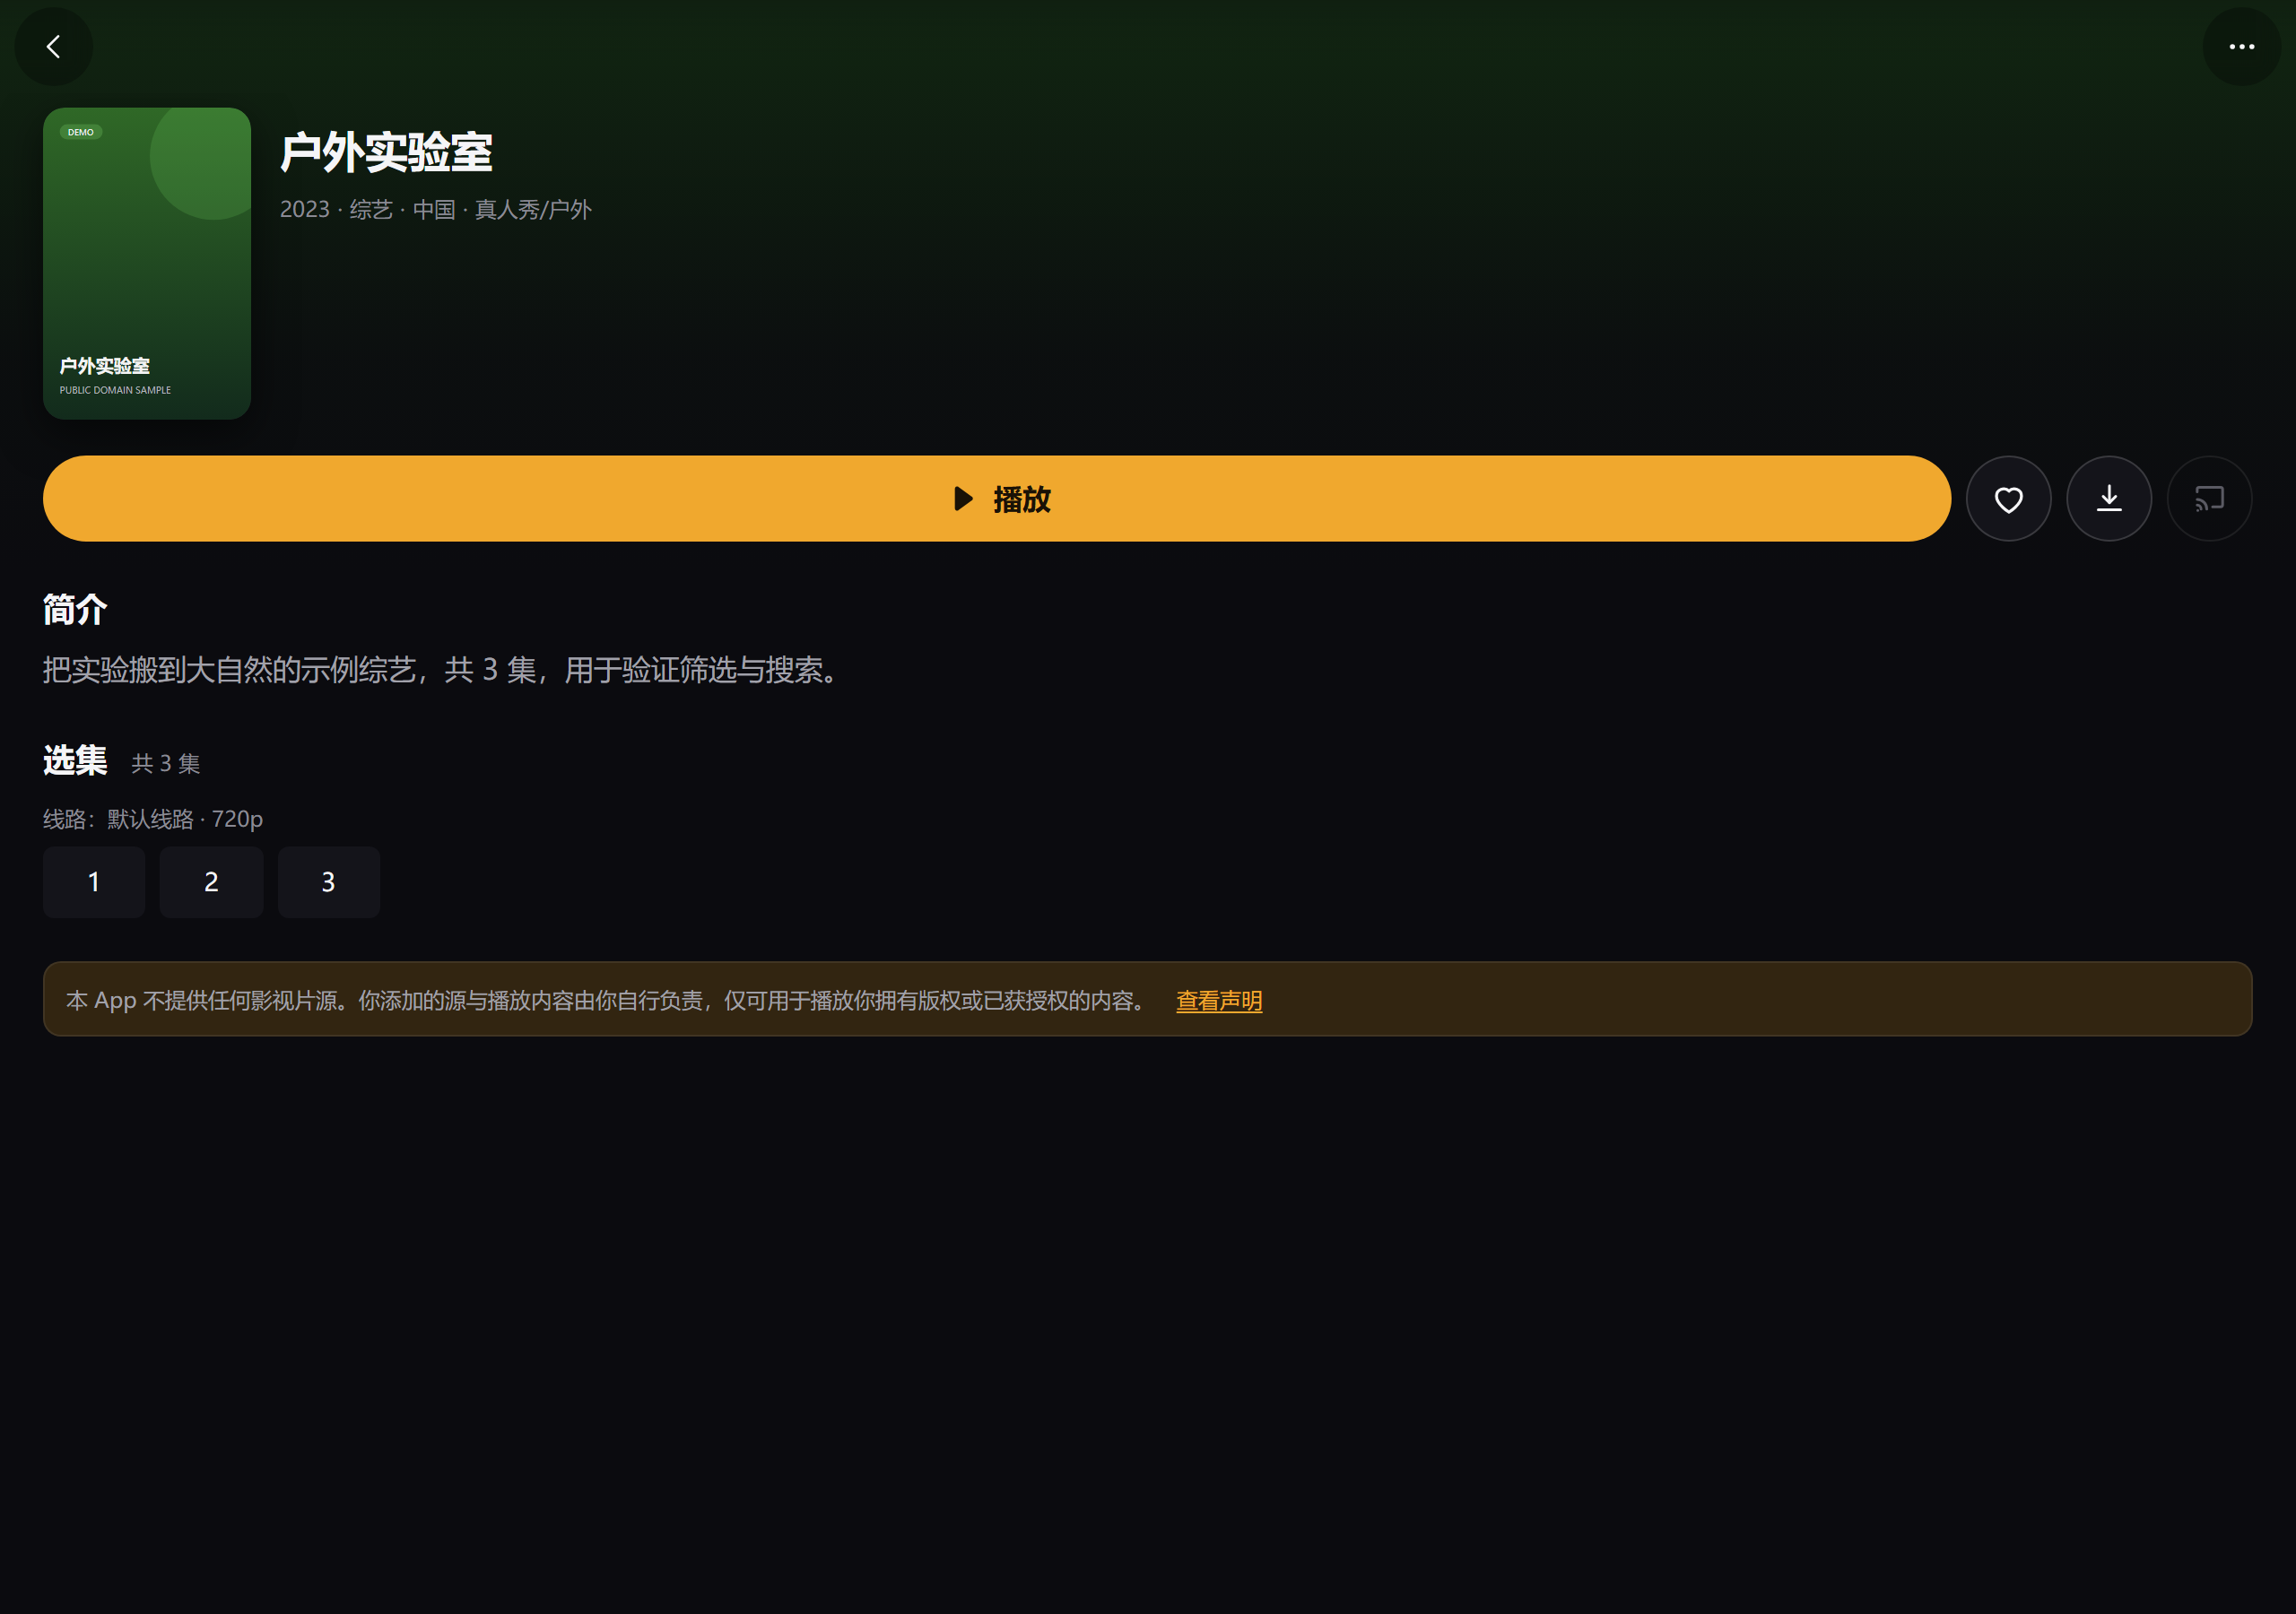 DEMO
户外实验室
PUBLIC DOMAIN SAMPLE
户外实验室
2023 · 综艺 · 中国 · 真人秀/户外
播放
简介
把实验搬到大自然的示例综艺，共 3 集，用于验证筛选与搜索。
选集 共 3 集
线路：默认线路 · 720p
1 2 3
本 App 不提供任何影视片源。你添加的源与播放内容由你自行负责，仅可用于播放你拥有版权或已获授权的内容。 查看声明